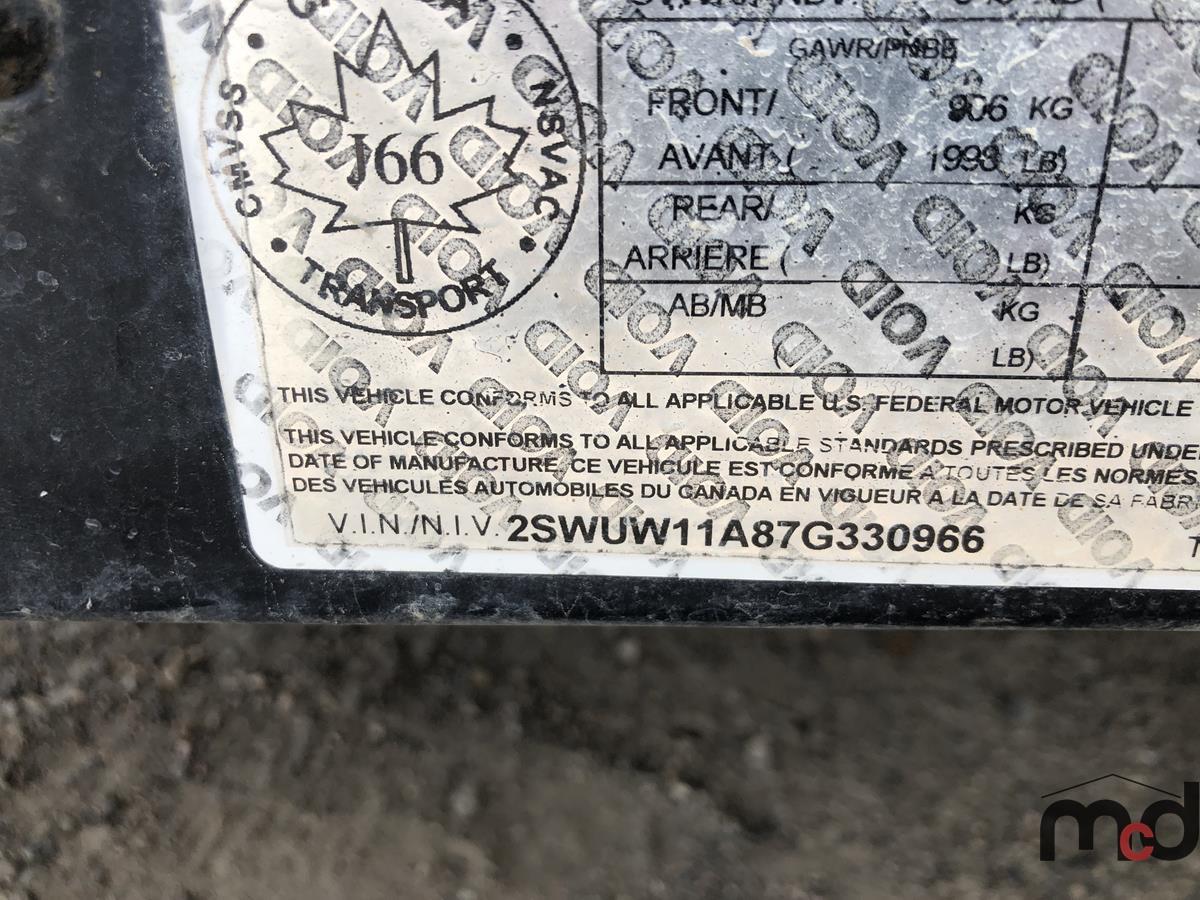 CMVSS
NSVAC
J66
TRANSPORT
GAWR/PNBE
FRONT/ 906 KG
AVANT ( 1998 LB)
REAR/ KG
ARRIERE ( LB)
AB/MB KG
( LB)
THIS VEHICLE CONFORMS TO ALL APPLICABLE U.S. FEDERAL MOTOR VEHICLE
THIS VEHICLE CONFORMS TO ALL APPLICABLE STANDARDS PRESCRIBED UNDE
DATE OF MANUFACTURE, CE VEHICULE EST CONFORME A TOUTES LES NORMES
DES VEHICULES AUTOMOBILES DU CANADA EN VIGUEUR A LA DATE DE SA FABR
V.I.N./N.I.V. 2SWUW11A87G330966
VOID
mcd